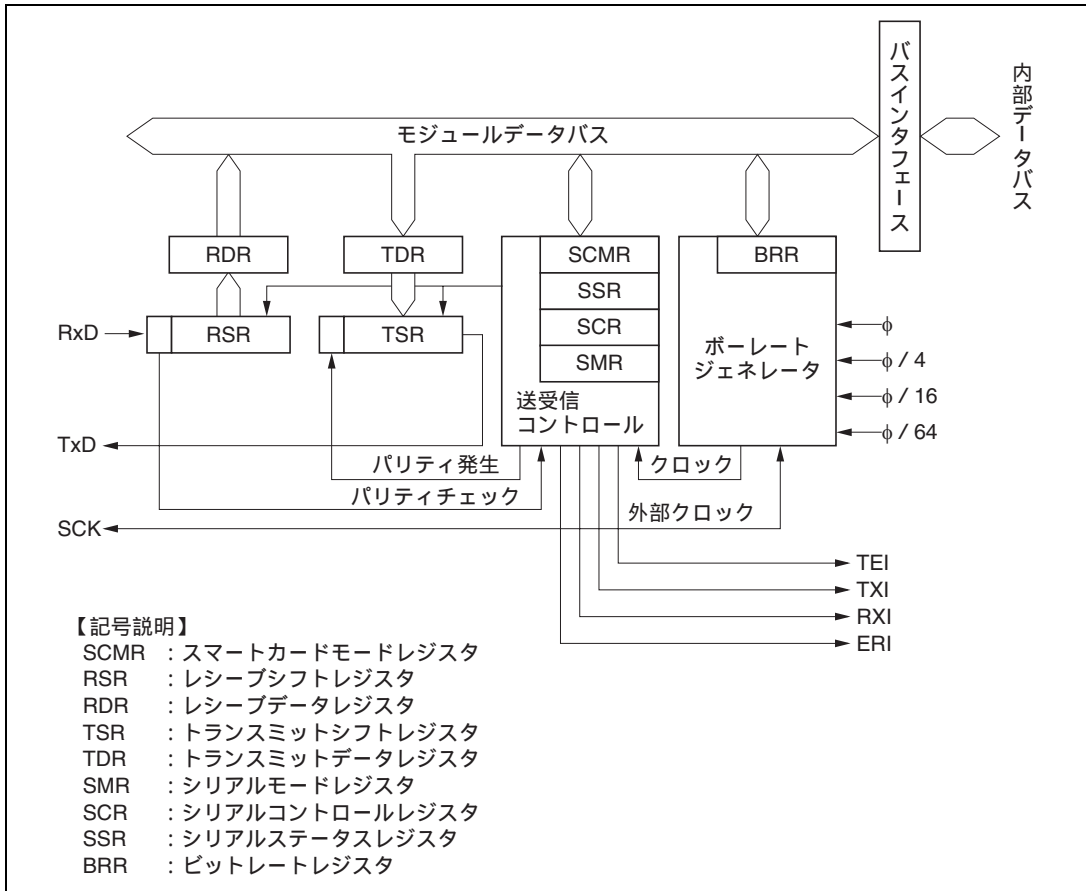 バスインタフェース
内部データバス
モジュールデータバス
RDR
TDR
SCMR
BRR
SSR
RxD
RSR
TSR
SCR
φ
SMR
ボーレート
ジェネレータ
φ / 4
φ / 16
送受信
コントロール
φ / 64
TxD
パリティ発生
クロック
パリティチェック
外部クロック
SCK
TEI
TXI
RXI
ERI
【記号説明】
SCMR : スマートカードモードレジスタ
RSR : レシーブシフトレジスタ
RDR : レシーブデータレジスタ
TSR : トランスミットシフトレジスタ
TDR : トランスミットデータレジスタ
SMR : シリアルモードレジスタ
SCR : シリアルコントロールレジスタ
SSR : シリアルステータスレジスタ
BRR : ビットレートレジスタ